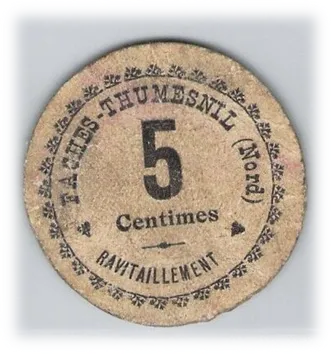 FACHES-THUMESNIL (Nord)
5
Centimes
RAVITAILLEMENT